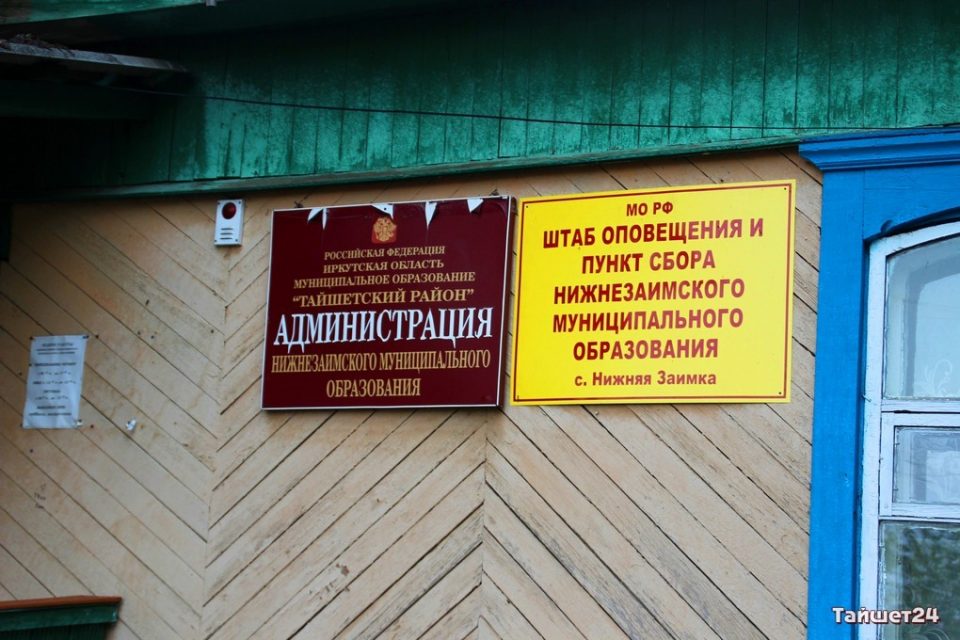 РОССИЙСКАЯ ФЕДЕРАЦИЯ
ИРКУТСКАЯ ОБЛАСТЬ
МУНИЦИПАЛЬНОЕ ОБРАЗОВАНИЕ
"ТАЙШЕТСКИЙ РАЙОН"
АДМИНИСТРАЦИЯ
НИЖНЕЗАИМСКОГО МУНИЦИПАЛЬНОГО
ОБРАЗОВАНИЯ
МО РФ
ШТАБ ОПОВЕЩЕНИЯ И
ПУНКТ СБОРА
НИЖНЕЗАИМСКОГО
МУНИЦИПАЛЬНОГО
ОБРАЗОВАНИЯ
с. Нижняя Заимка
Тайшет24